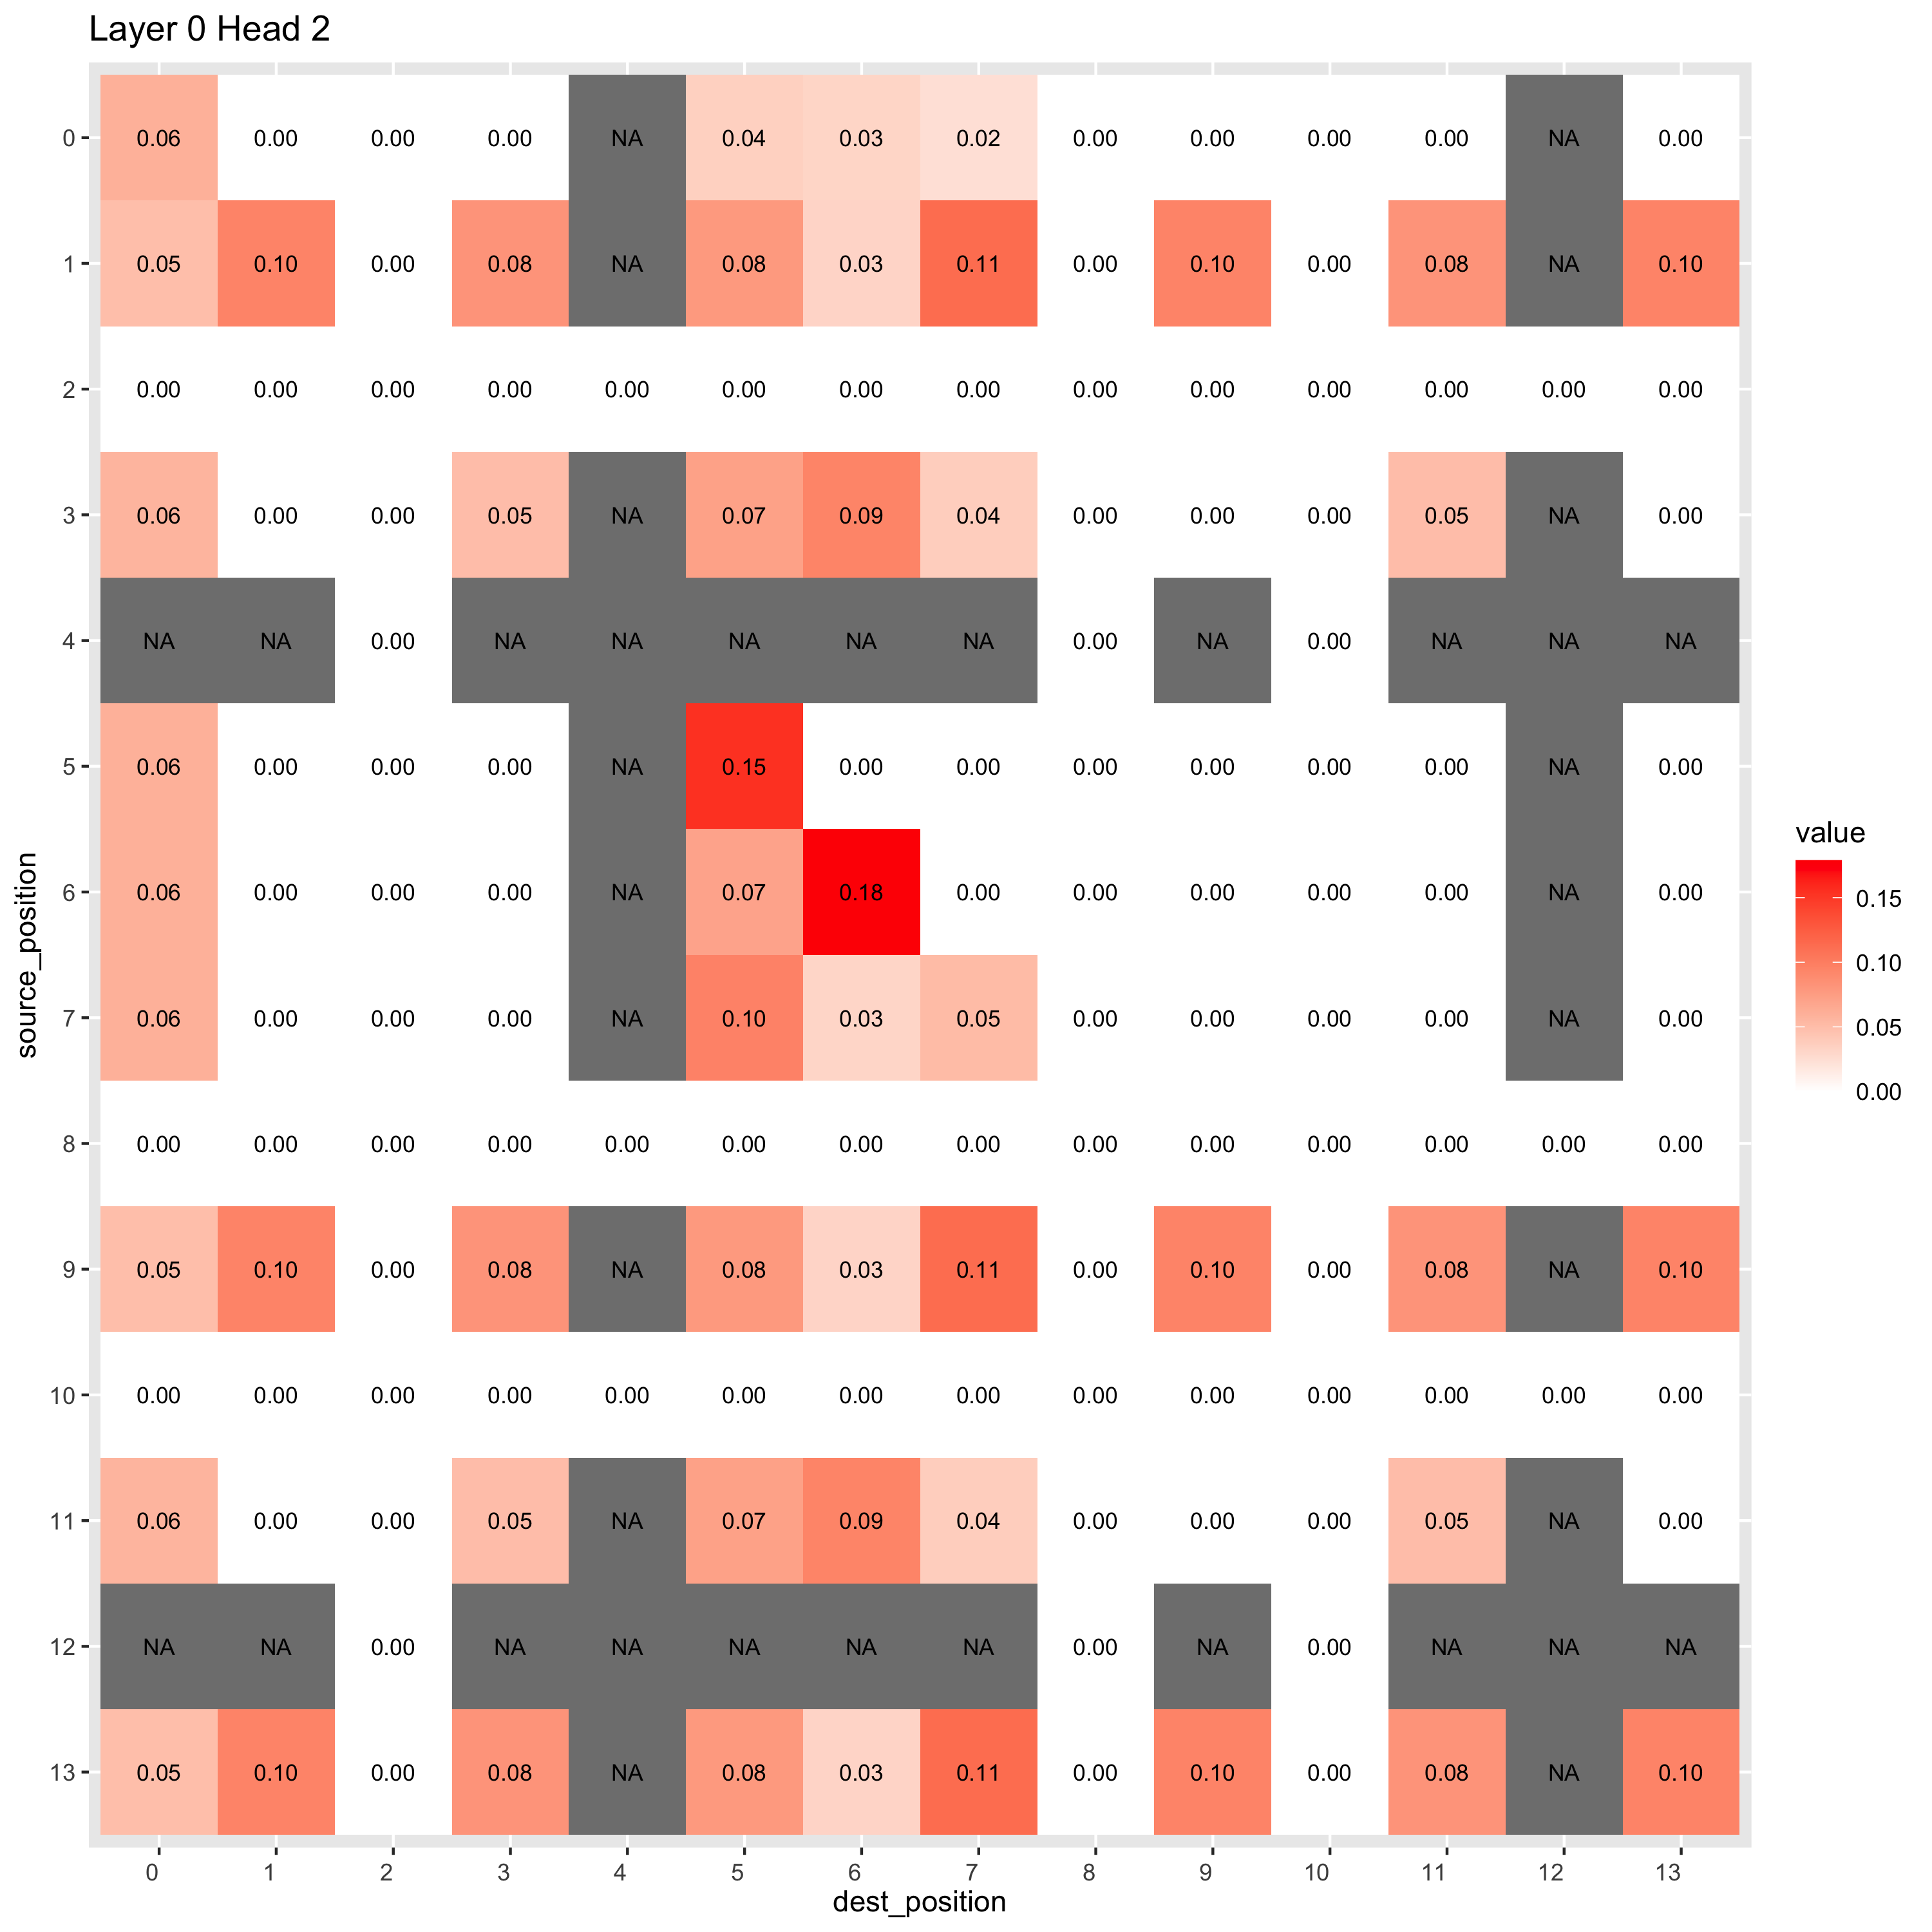 Layer 0 Head 2
0 0.06 0.00 0.00 0.00 NA 0.04 0.03 0.02 0.00 0.00 0.00 0.00 NA 0.00
1 0.05 0.10 0.00 0.08 NA 0.08 0.03 0.11 0.00 0.10 0.00 0.08 NA 0.10
2 0.00 0.00 0.00 0.00 0.00 0.00 0.00 0.00 0.00 0.00 0.00 0.00 0.00 0.00
3 0.06 0.00 0.00 0.05 NA 0.07 0.09 0.04 0.00 0.00 0.00 0.05 NA 0.00
4 NA NA 0.00 NA NA NA NA NA 0.00 NA 0.00 NA NA NA
5 0.06 0.00 0.00 0.00 NA 0.15 0.00 0.00 0.00 0.00 0.00 0.00 NA 0.00
6 0.06 0.00 0.00 0.00 NA 0.07 0.18 0.00 0.00 0.00 0.00 0.00 NA 0.00
7 0.06 0.00 0.00 0.00 NA 0.10 0.03 0.05 0.00 0.00 0.00 0.00 NA 0.00
8 0.00 0.00 0.00 0.00 0.00 0.00 0.00 0.00 0.00 0.00 0.00 0.00 0.00 0.00
9 0.05 0.10 0.00 0.08 NA 0.08 0.03 0.11 0.00 0.10 0.00 0.08 NA 0.10
10 0.00 0.00 0.00 0.00 0.00 0.00 0.00 0.00 0.00 0.00 0.00 0.00 0.00 0.00
11 0.06 0.00 0.00 0.05 NA 0.07 0.09 0.04 0.00 0.00 0.00 0.05 NA 0.00
12 NA NA 0.00 NA NA NA NA NA 0.00 NA 0.00 NA NA NA
13 0.05 0.10 0.00 0.08 NA 0.08 0.03 0.11 0.00 0.10 0.00 0.08 NA 0.10
0 1 2 3 4 5 6 7 8 9 10 11 12 13
dest_position
source_position
value
0.15
0.10
0.05
0.00